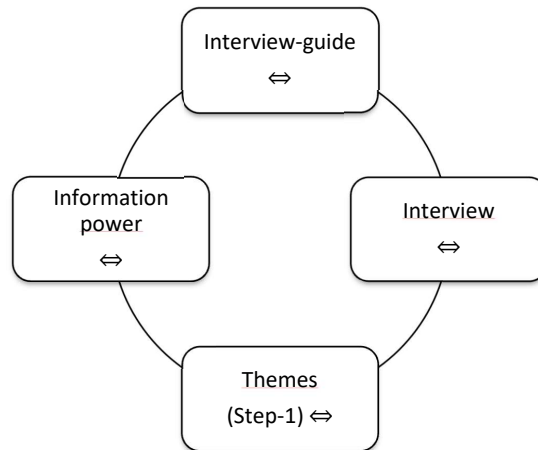 Interview-guide
⇔
Information
power
⇔
Interview
⇔
Themes
(Step-1) ⇔